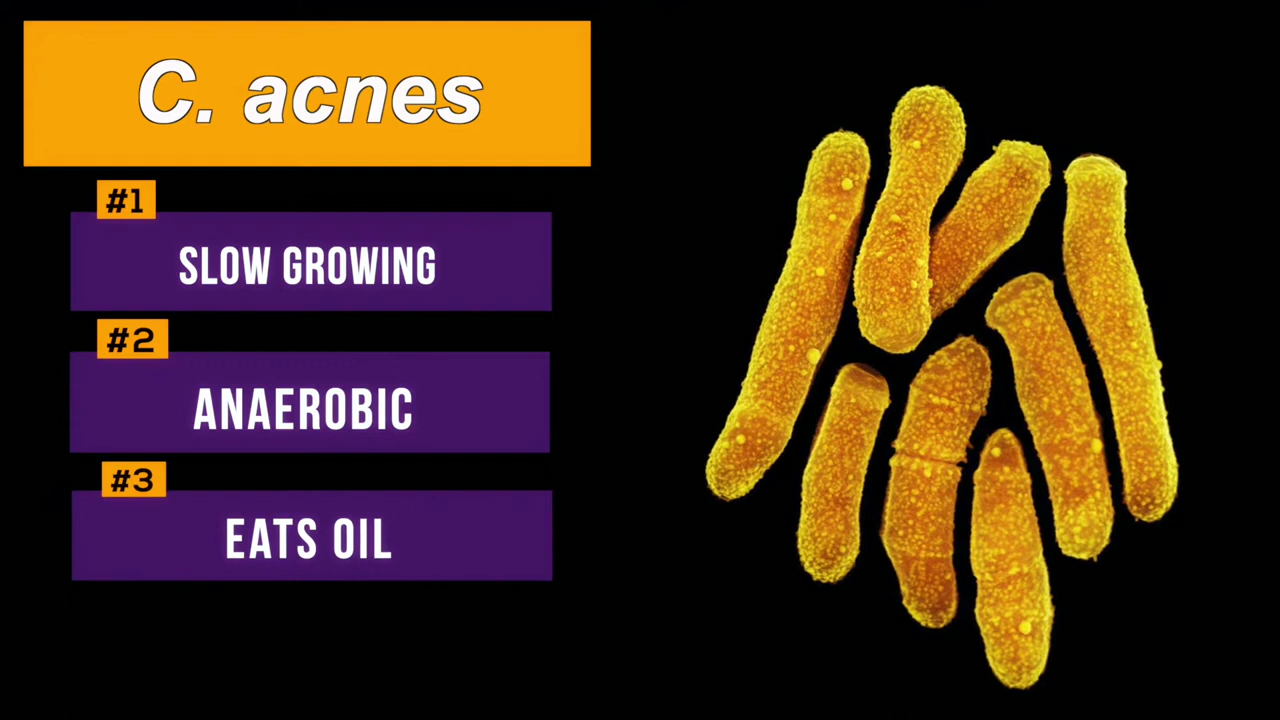 C. acnes
#1
SLOW GROWING
#2
ANAEROBIC
#3
EATS OIL